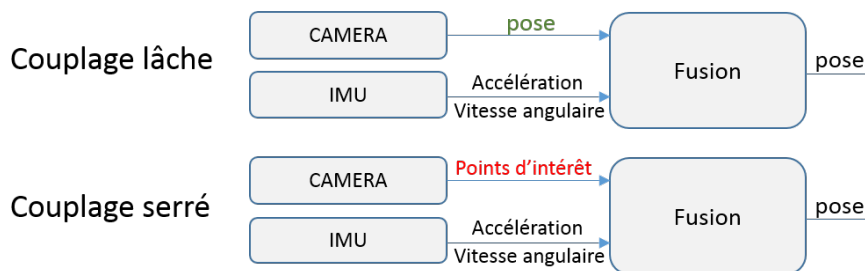 Couplage lâche
CAMERA
pose
IMU
Accélération
Vitesse angulaire
Fusion
pose
Couplage serré
CAMERA
Points d'intérêt
IMU
Accélération
Vitesse angulaire
Fusion
pose